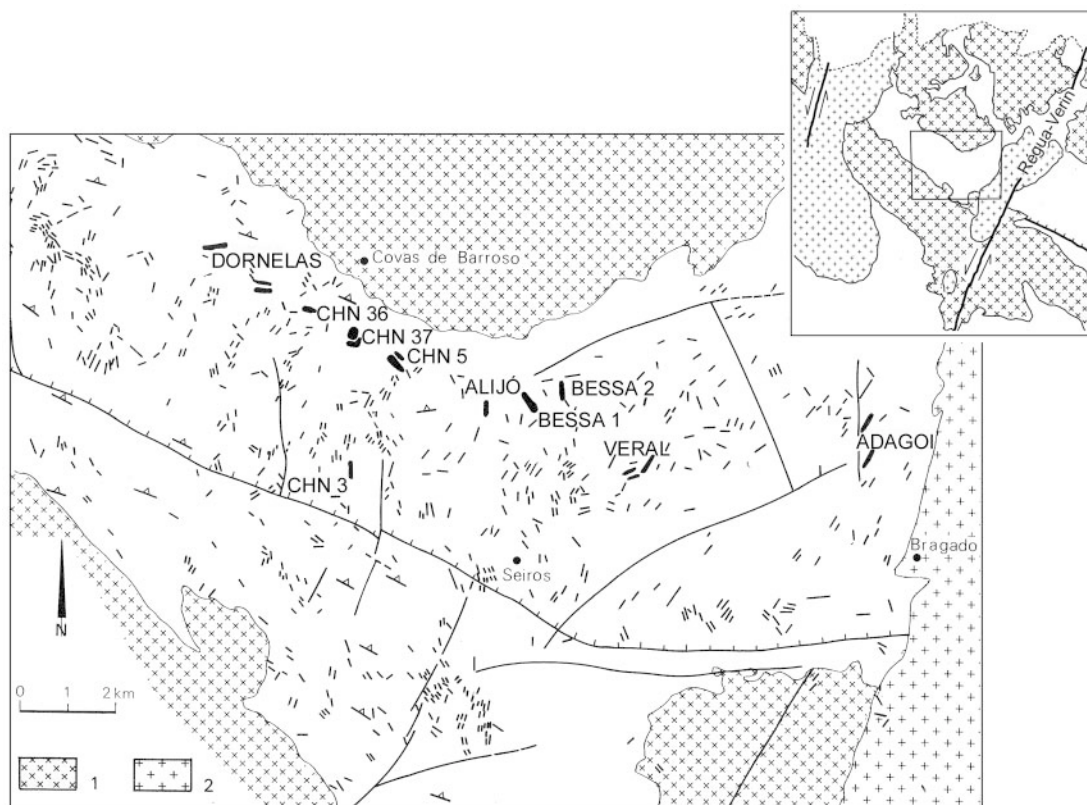 Régua-Verin
DORNELAS
Covas de Barroso
CHN 36
CHN 37
CHN 5
ALIJÓ
BESSA 2
BESSA 1
VERAL
ADAGOI
CHN 3
Bragado
Seiros
N
0 1 2 km
1 2